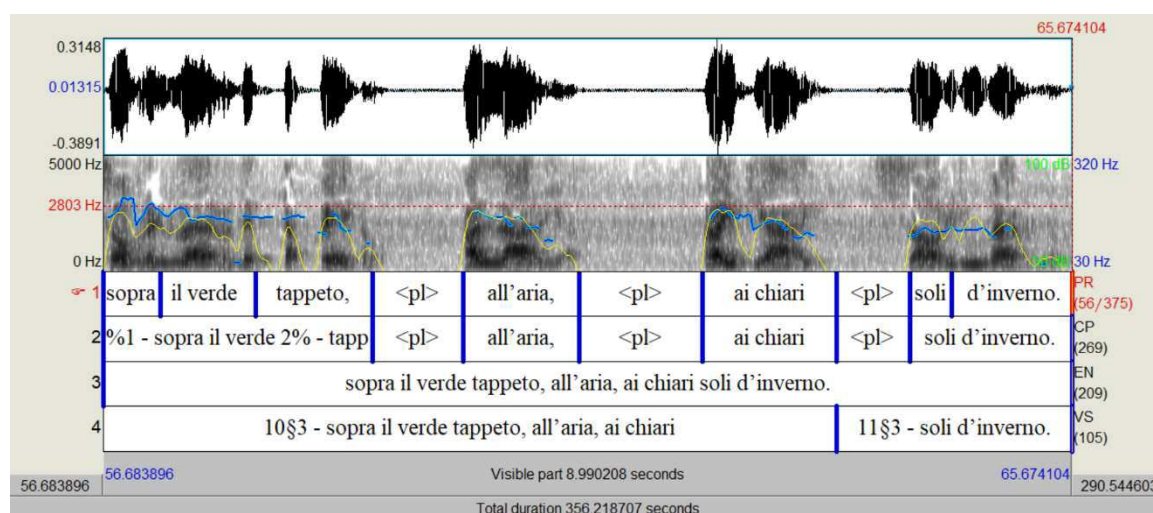 65.674104
0.3148
0.01315
-0.3891
5000 Hz 100 dB 320 Hz
2803 Hz
0 Hz 30 Hz
1 sopra il verde tappeto, <pl> all'aria, <pl> ai chiari <pl> soli d'inverno. PR (56/375)
2 %1 - sopra il verde 2% - tapp <pl> all'aria, <pl> ai chiari <pl> soli d'inverno. CP (269)
3 sopra il verde tappeto, all'aria, ai chiari soli d'inverno. EN (209)
4 10§3 - sopra il verde tappeto, all'aria, ai chiari 11§3 - soli d'inverno. VS (105)
56.683896 Visible part 8.990208 seconds 65.674104
56.683896 290.544603
Total duration 356.218707 seconds